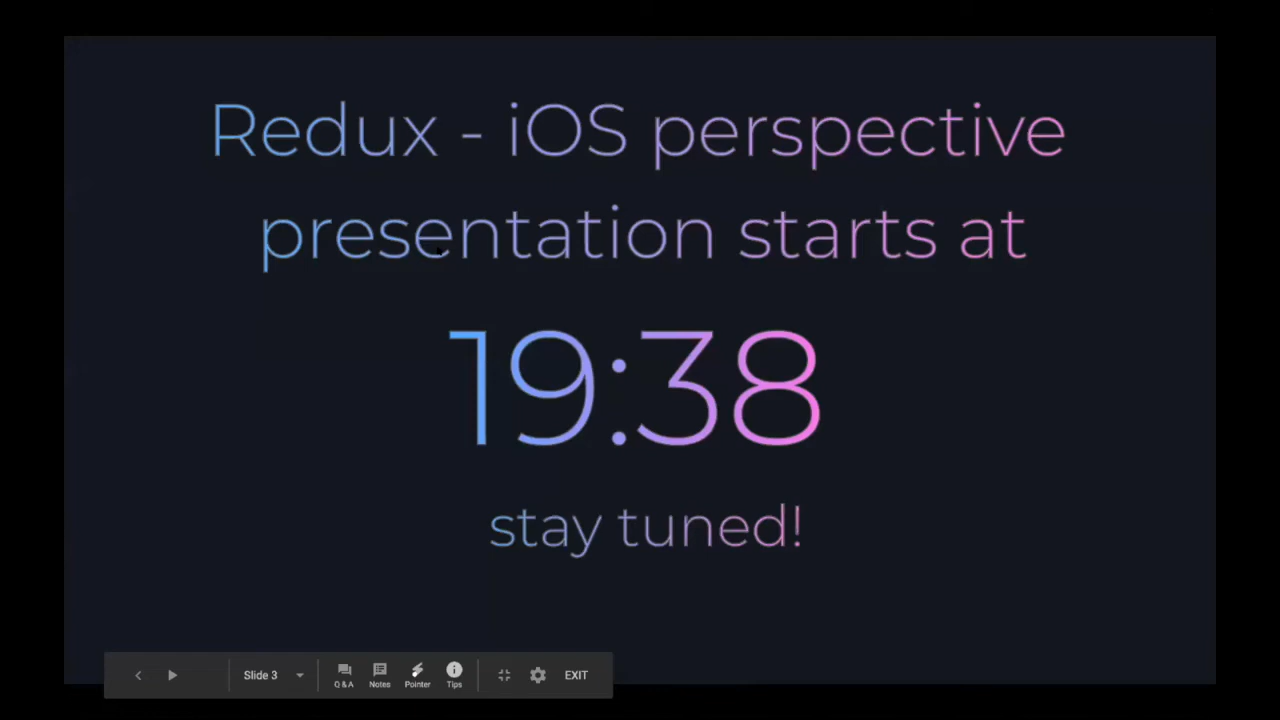 Redux - iOS perspective
presentation starts at
19:38
stay tuned!
Slide 3
Q & A
Notes
Pointer
Tips
EXIT